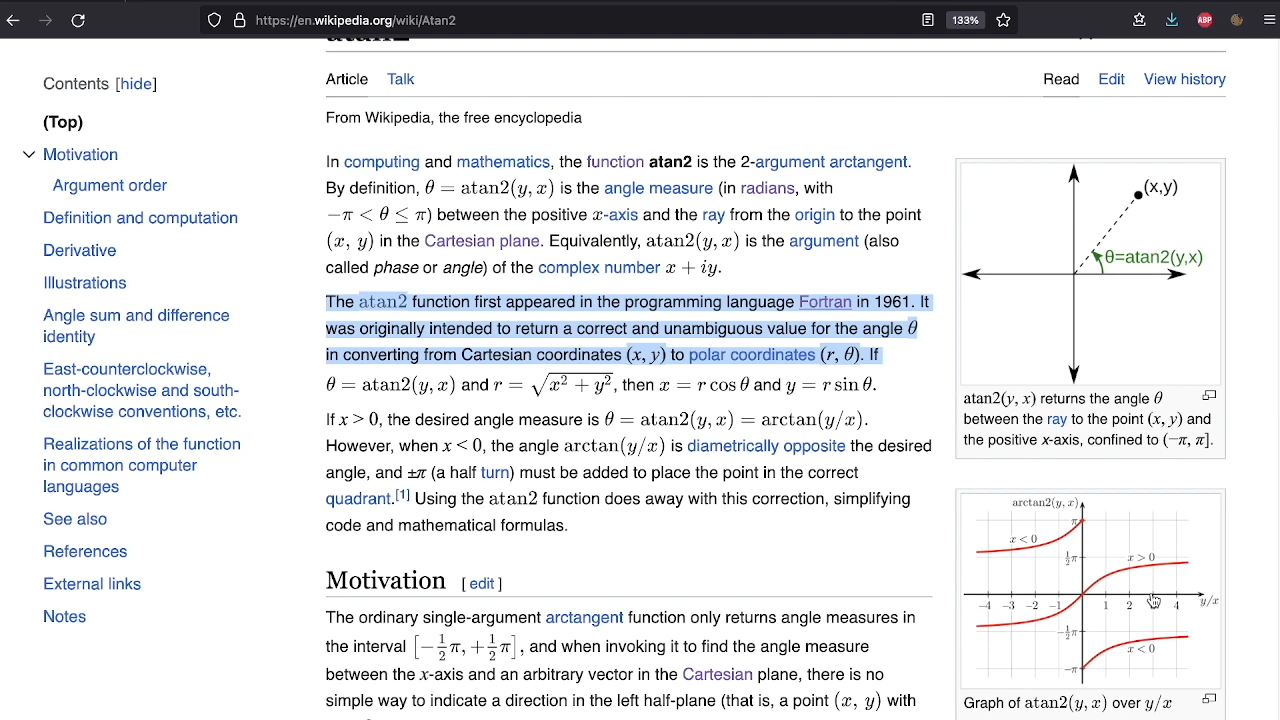 https://en.wikipedia.org/wiki/Atan2
133%
ABP
Contents [hide]
(Top)
Motivation
Argument order
Definition and computation
Derivative
Illustrations
Angle sum and difference
identity
East-counterclockwise,
north-clockwise and south-
clockwise conventions, etc.
Realizations of the function
in common computer
languages
See also
References
External links
Notes
atan2
Article Talk Read Edit View history
From Wikipedia, the free encyclopedia
In computing and mathematics, the function atan2 is the 2-argument arctangent.
By definition, θ = atan2(y, x) is the angle measure (in radians, with
−π < θ ≤ π) between the positive x-axis and the ray from the origin to the point
(x, y) in the Cartesian plane. Equivalently, atan2(y, x) is the argument (also
called phase or angle) of the complex number x + iy.
The atan2 function first appeared in the programming language Fortran in 1961. It
was originally intended to return a correct and unambiguous value for the angle θ
in converting from Cartesian coordinates (x, y) to polar coordinates (r, θ). If
θ = atan2(y, x) and r = √(x² + y²), then x = r cos θ and y = r sin θ.
If x > 0, the desired angle measure is θ = atan2(y, x) = arctan(y/x).
However, when x < 0, the angle arctan(y/x) is diametrically opposite the desired
angle, and ±π (a half turn) must be added to place the point in the correct
quadrant.[1] Using the atan2 function does away with this correction, simplifying
code and mathematical formulas.
Motivation [ edit ]
The ordinary single-argument arctangent function only returns angle measures in
the interval [−½π, +½π], and when invoking it to find the angle measure
between the x-axis and an arbitrary vector in the Cartesian plane, there is no
simple way to indicate a direction in the left half-plane (that is, a point (x, y) with
(x,y)
θ=atan2(y,x)
atan2(y, x) returns the angle θ
between the ray to the point (x, y) and
the positive x-axis, confined to (−π, π].
arctan2(y, x)
π
x < 0
½π
x > 0
−4 −3 −2 −1 1 2 4 y/x
−½π
x < 0
−π
Graph of atan2(y, x) over y/x